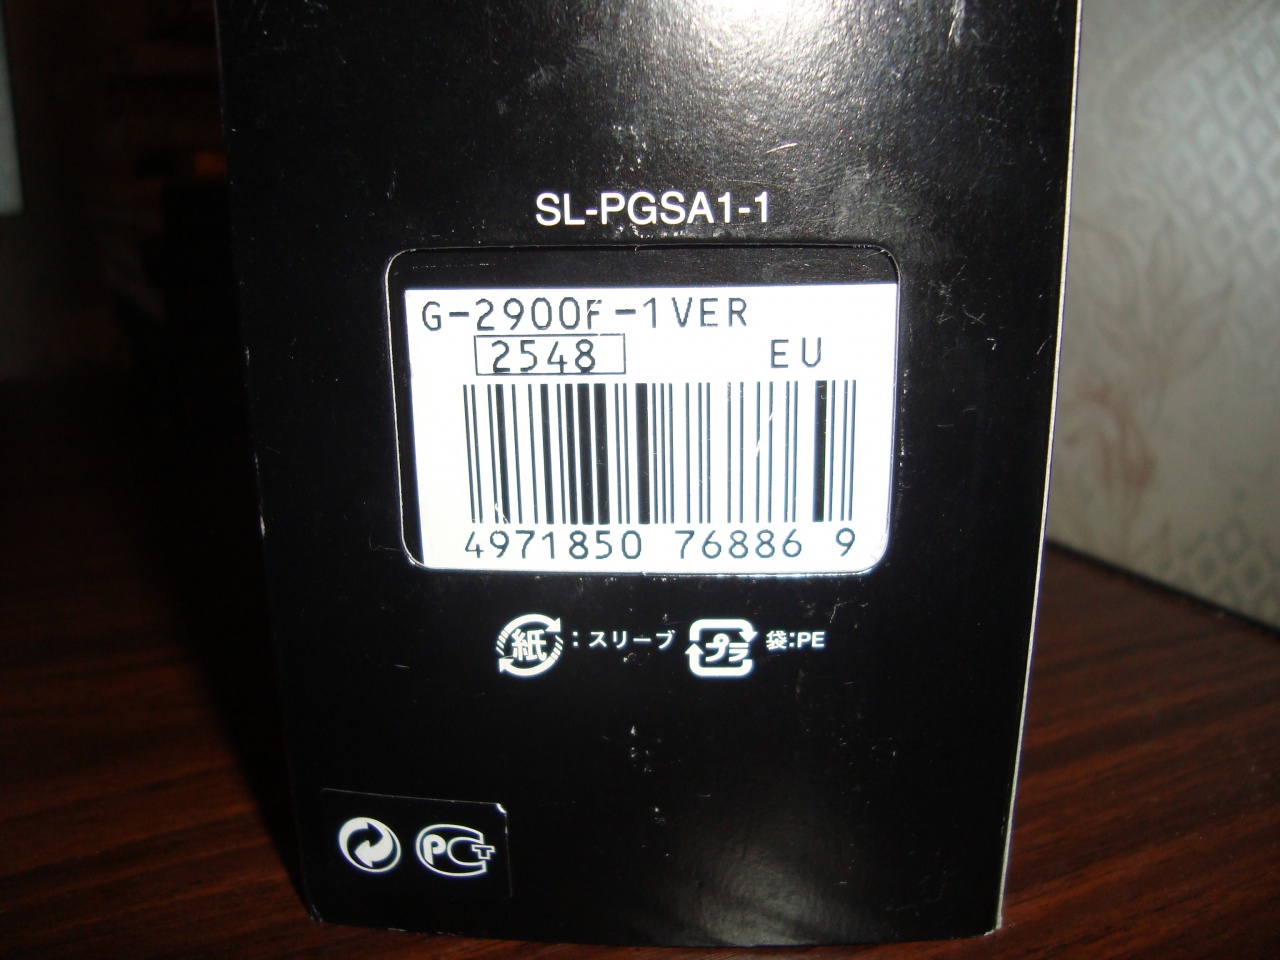 SL-PGSA1-1
G-2900F-1VER
2548 EU
4971850 76886 9
紙 : スリーブ プラ 袋:PE
PCT